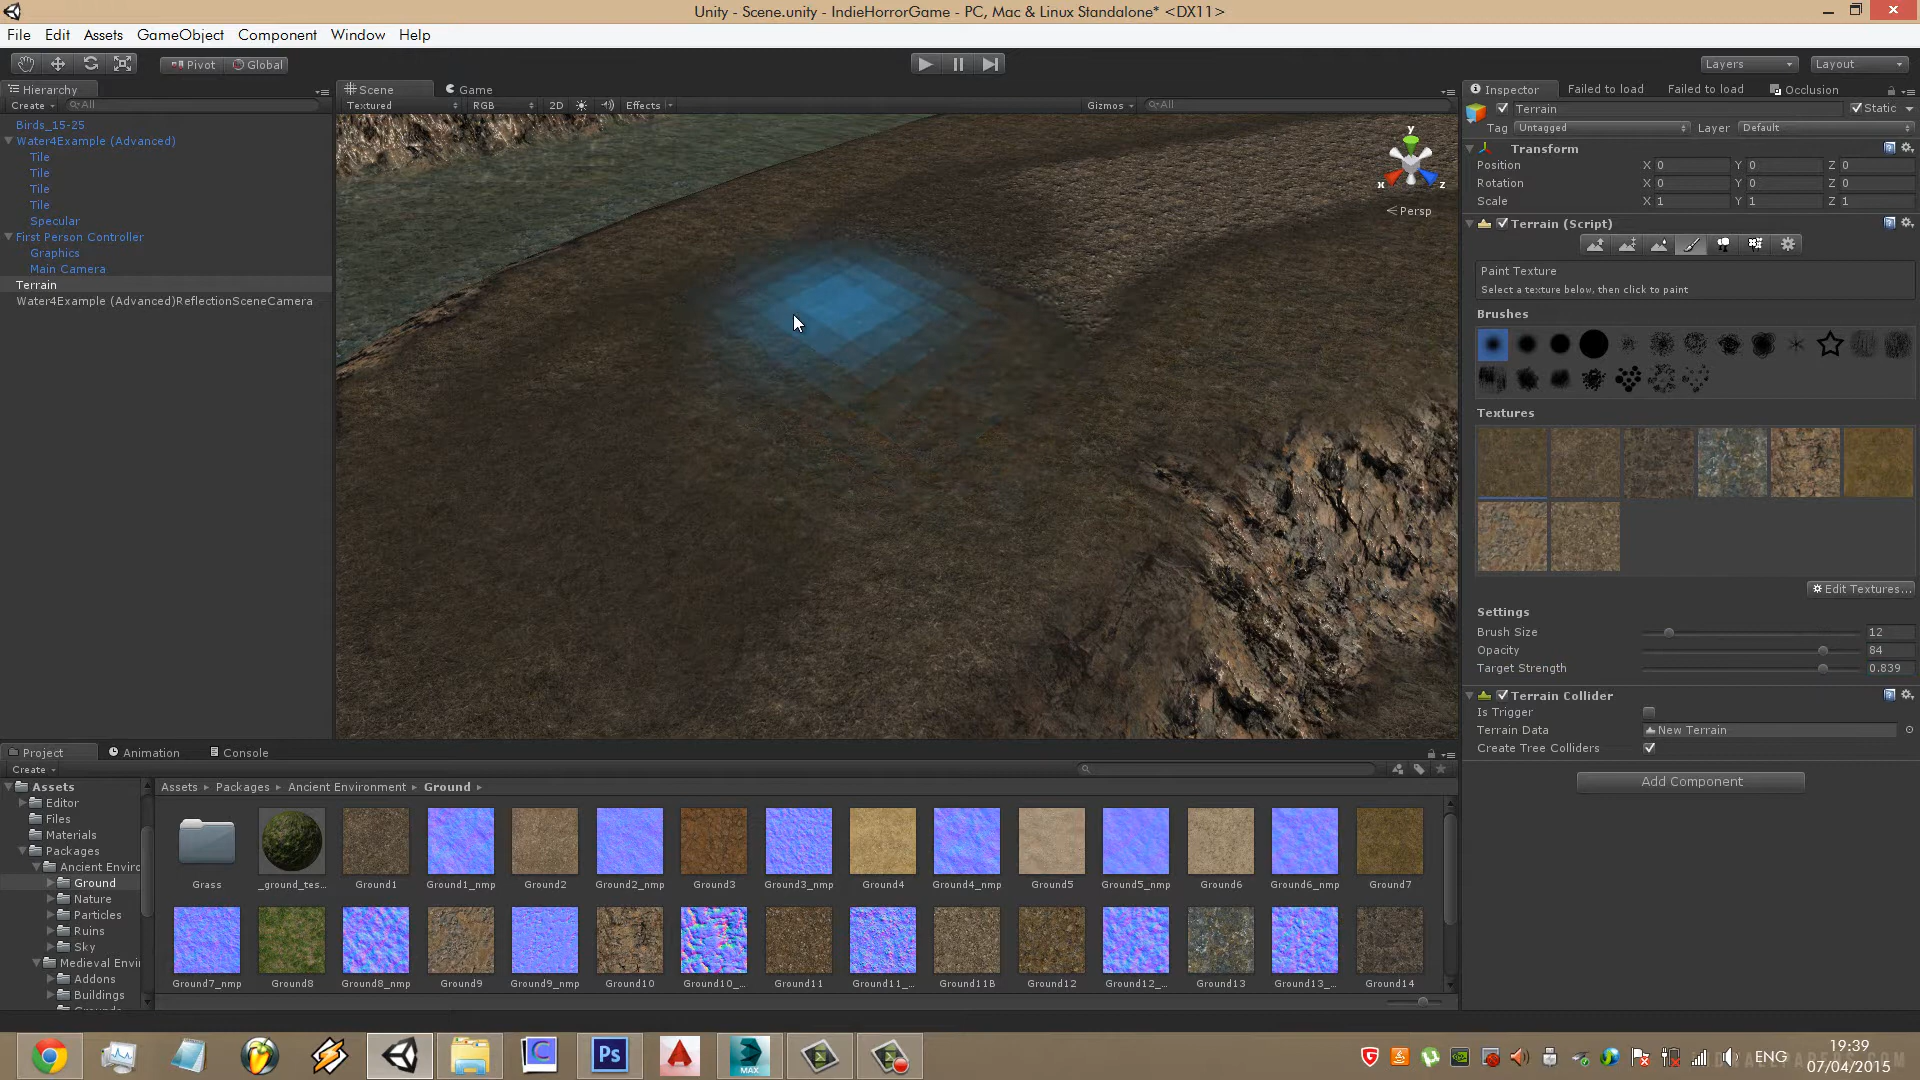 Unity - Scene.unity - IndieHorrorGame - PC, Mac & Linux Standalone* <DX11>
File Edit Assets GameObject Component Window Help
Pivot Global Layers Layout
Hierarchy
Create All
Birds_15-25
Water4Example (Advanced)
Tile
Tile
Tile
Tile
Specular
First Person Controller
Graphics
Main Camera
Terrain
Water4Example (Advanced)ReflectionSceneCamera
Scene Game
Textured RGB 2D Effects Gizmos All
y
x z
Persp
Inspector Failed to load Failed to load Occlusion
Terrain Static
Tag Untagged Layer Default
Transform
Position X 0 Y 0 Z 0
Rotation X 0 Y 0 Z 0
Scale X 1 Y 1 Z 1
Terrain (Script)
Paint Texture
Select a texture below, then click to paint
Brushes
Textures
Edit Textures...
Settings
Brush Size 12
Opacity 84
Target Strength 0.839
Terrain Collider
Is Trigger
Terrain Data New Terrain
Create Tree Colliders
Add Component
Project Animation Console
Create
Assets
Editor
Files
Materials
Packages
Ancient Enviro
Ground
Nature
Particles
Ruins
Sky
Medieval Envi
Addons
Buildings
Assets Packages Ancient Environment Ground
Grass _ground_tes... Ground1 Ground1_nmp Ground2 Ground2_nmp Ground3 Ground3_nmp Ground4 Ground4_nmp Ground5 Ground5_nmp Ground6 Ground6_nmp Ground7
Ground7_nmp Ground8 Ground8_nmp Ground9 Ground9_nmp Ground10 Ground10_... Ground11 Ground11_... Ground11B Ground12 Ground12_... Ground13 Ground13_... Ground14
Ps
MAX
ENG
19:39
07/04/2015